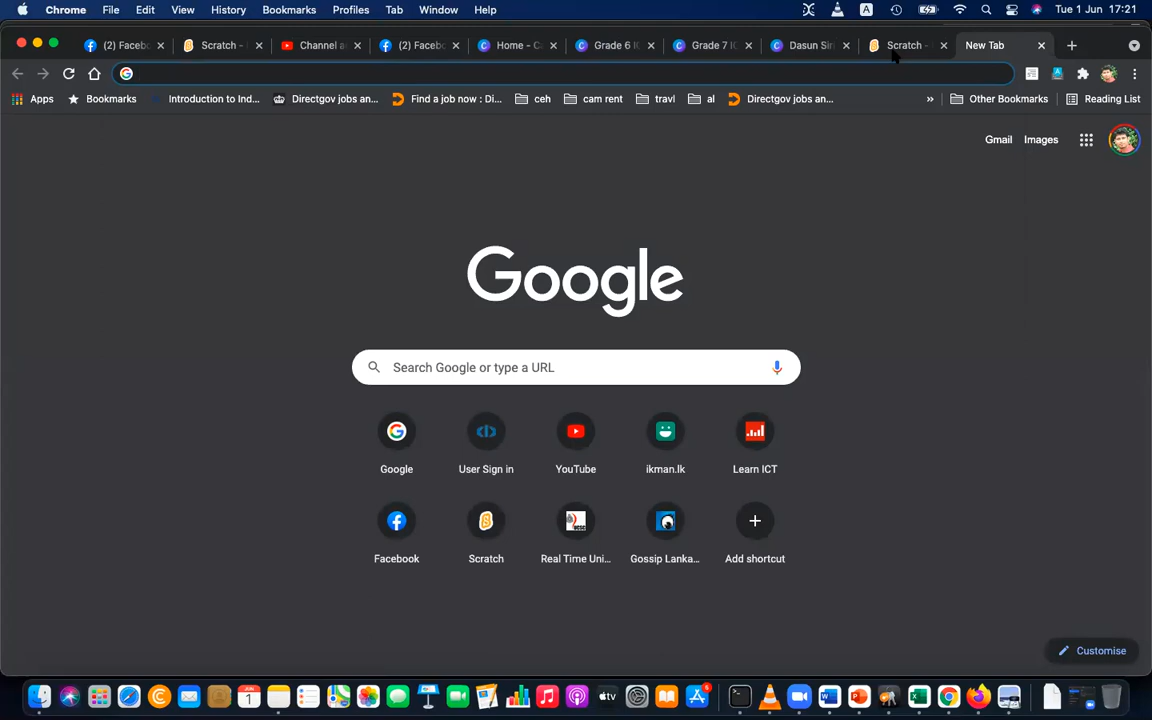 Chrome File Edit View History Bookmarks Profiles Tab Window Help A Tue 1 Jun 17:21
(2) Faceb Scratch - Channel a (2) Faceb Home - C Grade 6 I Grade 7 I Dasun Sir Scratch - New Tab
Apps Bookmarks Introduction to Ind... Directgov jobs an... Find a job now : Di... ceh cam rent travl al Directgov jobs an... » Other Bookmarks Reading List
Gmail Images
Google
Search Google or type a URL
Google User Sign in YouTube ikman.lk Learn ICT
Facebook Scratch Real Time Uni... Gossip Lanka... Add shortcut
Customise